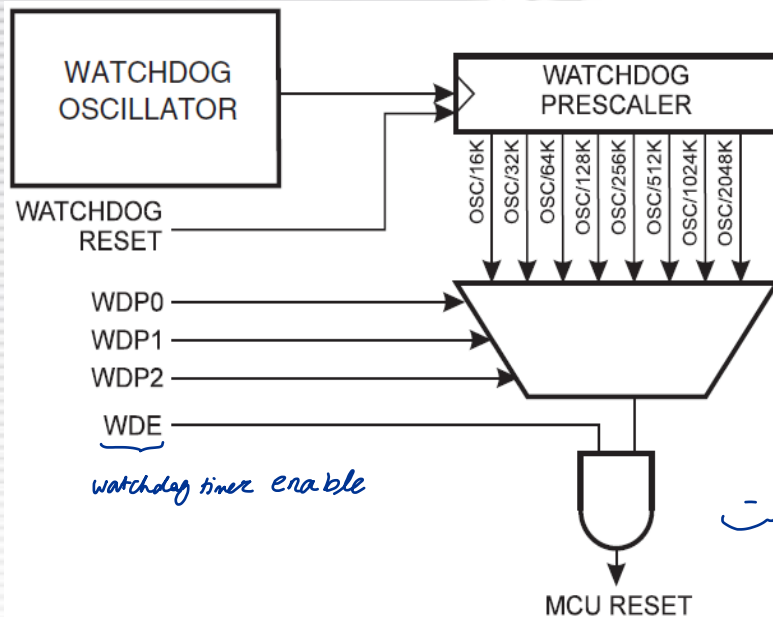 WATCHDOG
OSCILLATOR
WATCHDOG
PRESCALER
OSC/16K
OSC/32K
OSC/64K
OSC/128K
OSC/256K
OSC/512K
OSC/1024K
OSC/2048K
WATCHDOG
RESET
WDP0
WDP1
WDP2
WDE
watchdog timer enable
MCU RESET